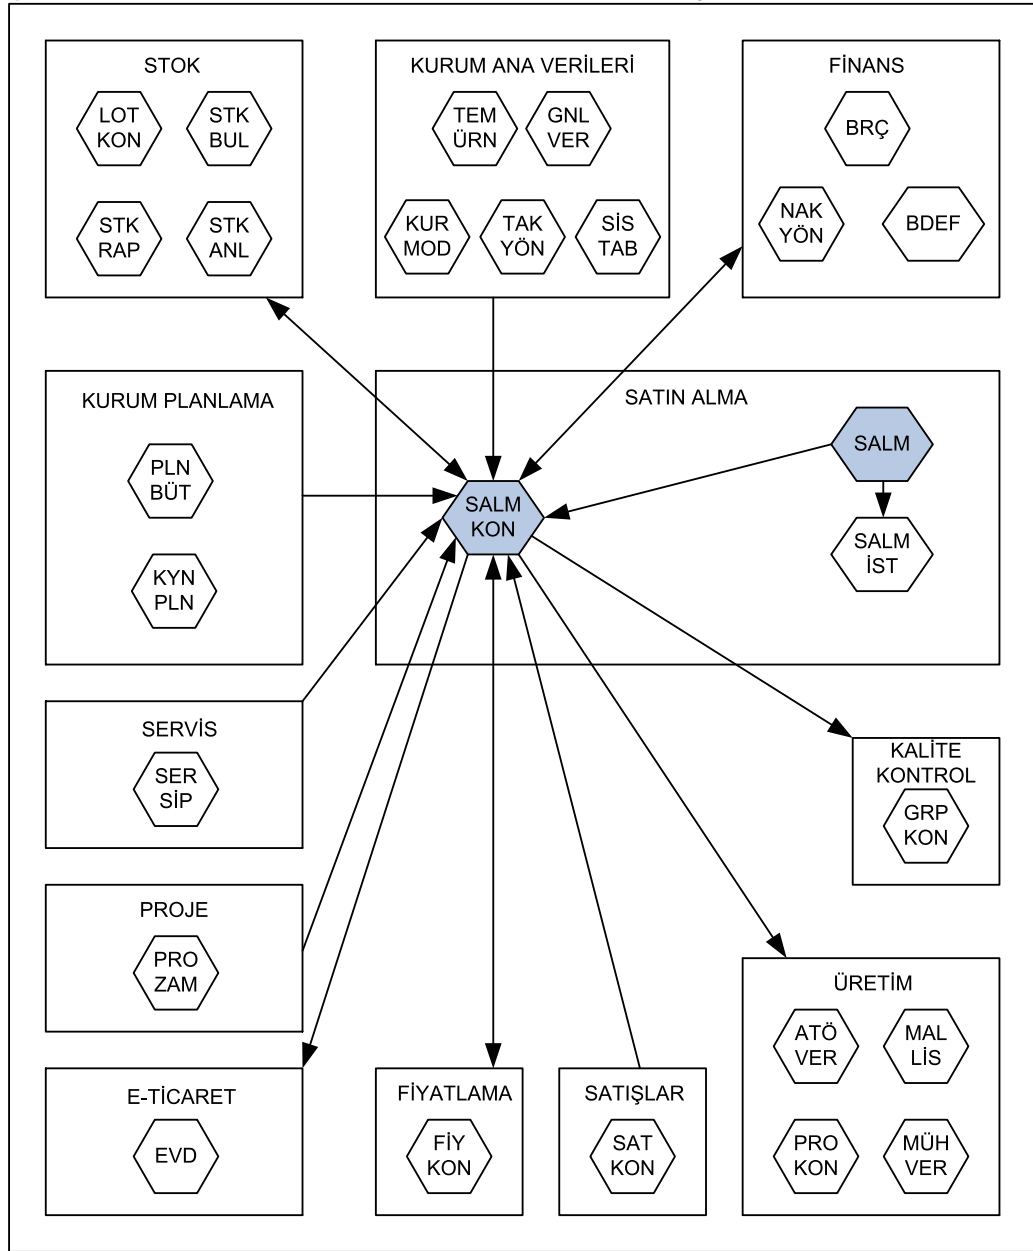 STOK
LOT
KON
STK
BUL
STK
RAP
STK
ANL
KURUM ANA VERİLERİ
TEM
ÜRN
GNL
VER
KUR
MOD
TAK
YÖN
SİS
TAB
FİNANS
BRÇ
NAK
YÖN
BDEF
KURUM PLANLAMA
PLN
BÜT
KYN
PLN
SATIN ALMA
SALM
SALM
KON
SALM
İST
SERVİS
SER
SİP
KALİTE
KONTROL
GRP
KON
PROJE
PRO
ZAM
ÜRETİM
ATÖ
VER
MAL
LİS
PRO
KON
MÜH
VER
E-TİCARET
EVD
FİYATLAMA
FİY
KON
SATIŞLAR
SAT
KON